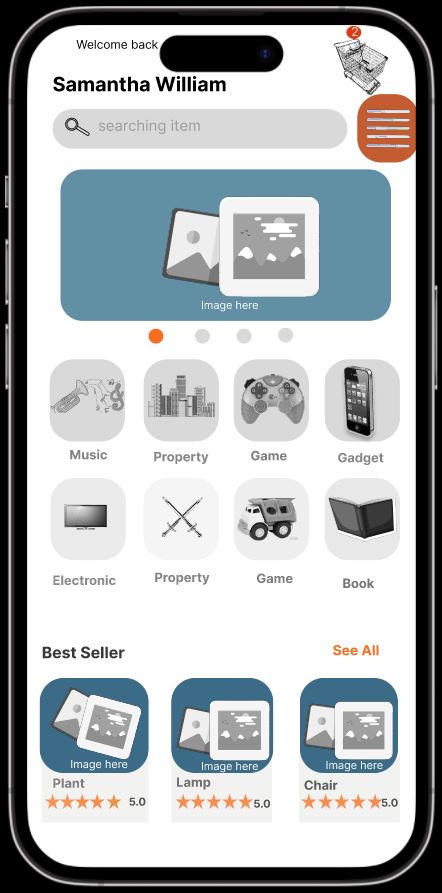 Welcome back
2
Samantha William
searching item
Image here
Music Property Game Gadget
Electronic Property Game Book
Best Seller See All
Image here Image here Image here
Plant Lamp Chair
5.0 5.0 5.0